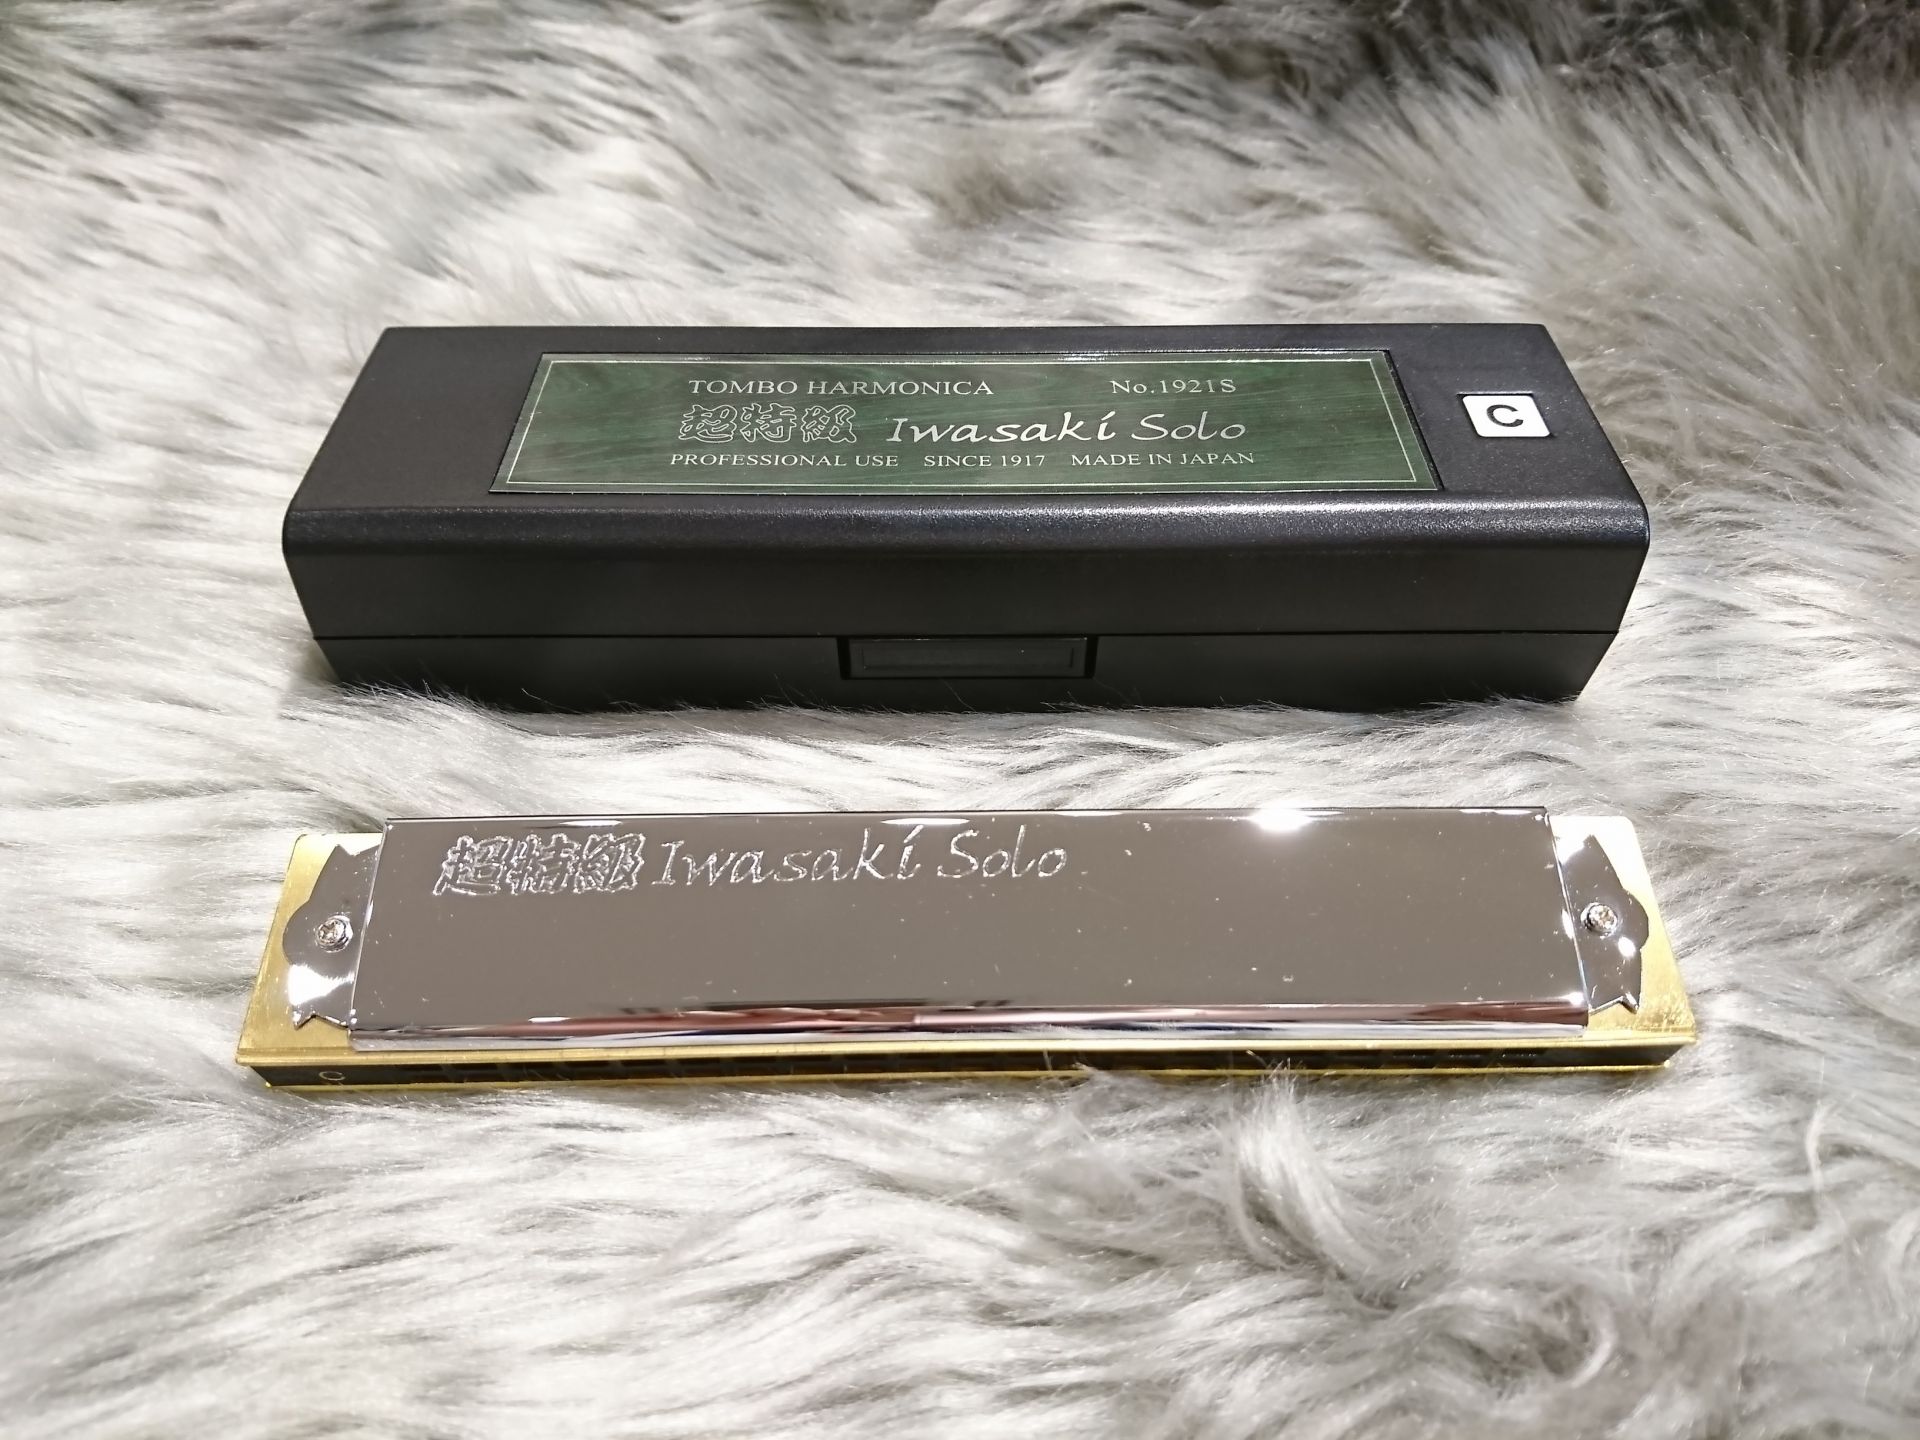 TOMBO HARMONICA No.1921S
超特級 Iwasaki Solo
PROFESSIONAL USE SINCE 1917 MADE IN JAPAN
C
超特級 Iwasaki Solo
C